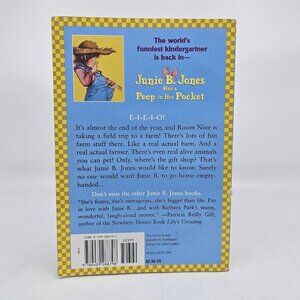 The world's
funniest kindergartner
is back in—
Junie B. Jones
Has a
Peep in Her Pocket
E-I-E-I-O!
It's almost the end of the year, and Room Nine is
taking a field trip to a farm! There's lots of fun
farm stuff there. Like a real actual barn. And a
real actual farmer. There's even real alive animals
you can pet! Only, where's the gift shop? That's
what Junie B. Jones would like to know. Surely
no one would want Junie B. to go home empty-
handed...
Don't miss the other Junie B. Jones books.
"She's funny, she's outrageous, she's bigger than life. I'm
in love with Junie B....and with Barbara Park's warm,
wonderful, laugh-aloud stories." —Patricia Reilly Giff,
author of the Newbery Honor Book Lily's Crossing
SCHOLASTIC INC.
$3.99 US